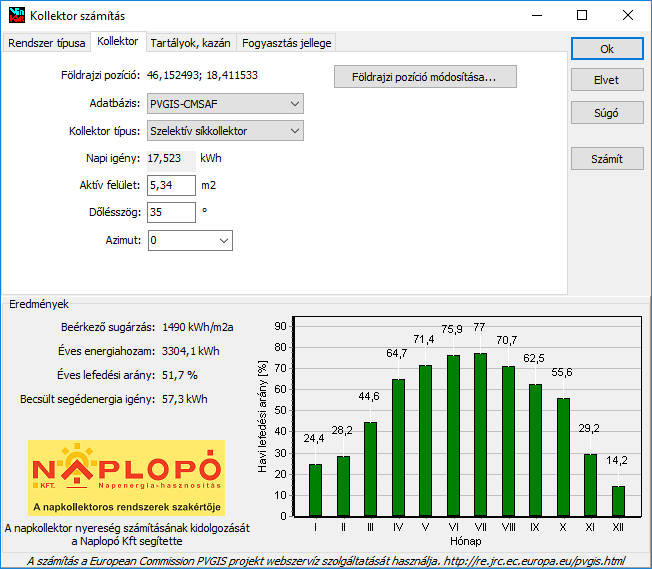 Kollektor számítás
Rendszer típusa
Kollektor
Tartályok, kazán
Fogyasztás jellege
Ok
Elvet
Súgó
Számít
Földrajzi pozíció: 46,152493; 18,411533
Földrajzi pozíció módosítása...
Adatbázis: PVGIS-CMSAF
Kollektor típus: Szelektív síkkollektor
Napi igény: 17,523 kWh
Aktív felület: 5,34 m2
Dőlésszög: 35 °
Azimut: 0
Eredmények
Beérkező sugárzás: 1490 kWh/m2a
Éves energiahozam: 3304,1 kWh
Éves lefedési arány: 51,7 %
Becsült segédenergia igény: 57,3 kWh
NAPLOPÓ
KFT. Napenergia-hasznosítás
A napkollektoros rendszerek szakértője
A napkollektor nyereség számításának kidolgozását
a Naplopó Kft segítette
Havi lefedési arány [%]
90
80
70
60
50
40
30
20
10
0
24,4
28,2
44,6
64,7
71,4
75,9
77
70,7
62,5
55,6
29,2
14,2
I II III IV V VI VII VIII IX X XI XII
Hónap
A számítás a European Commission PVGIS projekt webszervíz szolgáltatását használja. http://re.jrc.ec.europa.eu/pvgis.html